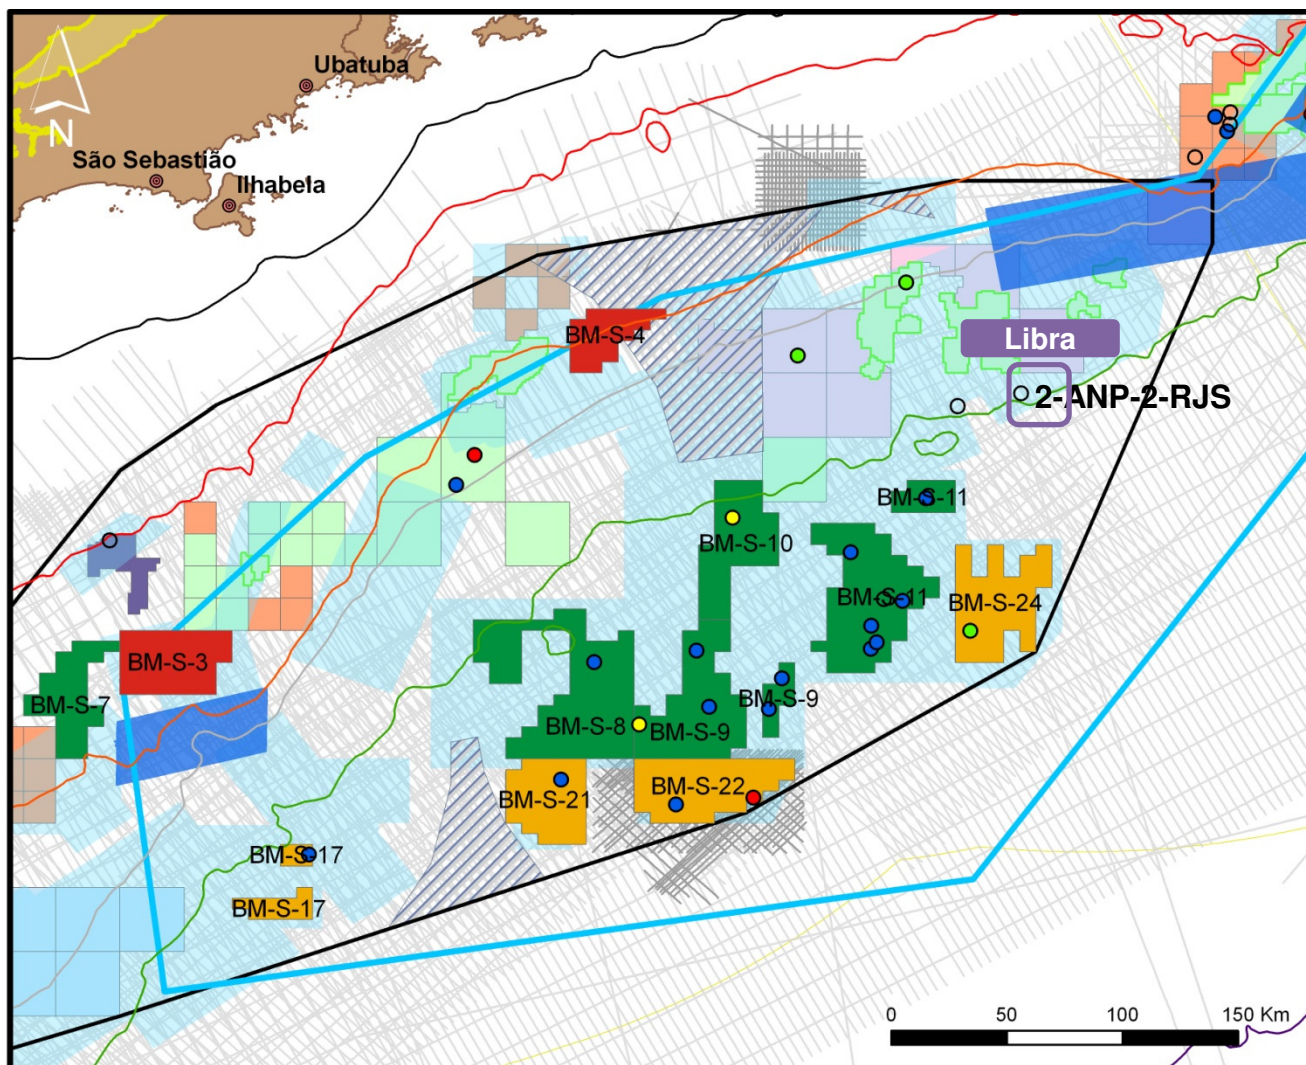 Ubatuba
São Sebastião
Ilhabela
N
BM-S-4
Libra
2-ANP-2-RJS
BM-S-11
BM-S-10
BM-S-11
BM-S-24
BM-S-3
BM-S-7
BM-S-8
BM-S-9
BM-S-9
BM-S-21
BM-S-22
BM-S-17
BM-S-17
0 50 100 150 Km